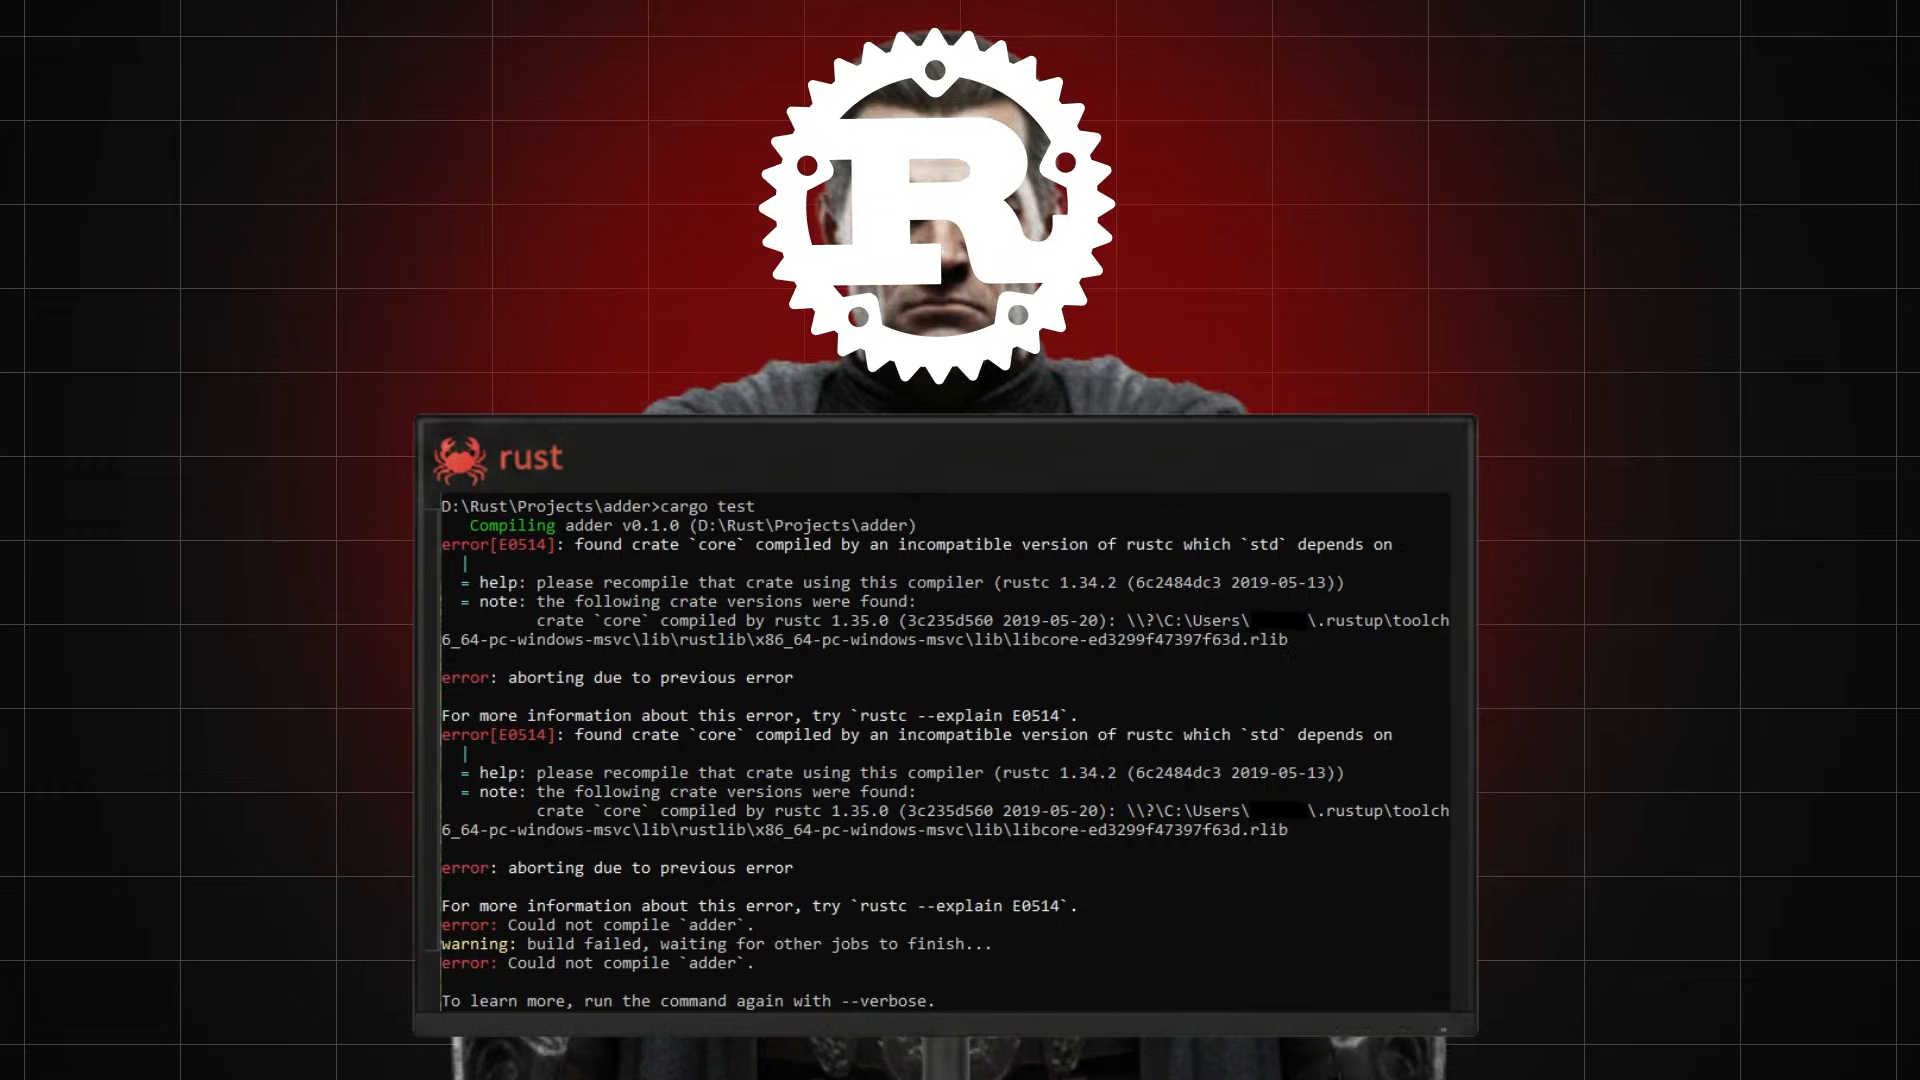 R
rust
D:\Rust\Projects\adder>cargo test
Compiling adder v0.1.0 (D:\Rust\Projects\adder)
error[E0514]: found crate `core` compiled by an incompatible version of rustc which `std` depends on
|
= help: please recompile that crate using this compiler (rustc 1.34.2 (6c2484dc3 2019-05-13))
= note: the following crate versions were found:
crate `core` compiled by rustc 1.35.0 (3c235d560 2019-05-20): \\?\C:\Users\ \.rustup\toolch
6_64-pc-windows-msvc\lib\rustlib\x86_64-pc-windows-msvc\lib\libcore-ed3299f47397f63d.rlib
error: aborting due to previous error
For more information about this error, try `rustc --explain E0514`.
error[E0514]: found crate `core` compiled by an incompatible version of rustc which `std` depends on
|
= help: please recompile that crate using this compiler (rustc 1.34.2 (6c2484dc3 2019-05-13))
= note: the following crate versions were found:
crate `core` compiled by rustc 1.35.0 (3c235d560 2019-05-20): \\?\C:\Users\ \.rustup\toolch
6_64-pc-windows-msvc\lib\rustlib\x86_64-pc-windows-msvc\lib\libcore-ed3299f47397f63d.rlib
error: aborting due to previous error
For more information about this error, try `rustc --explain E0514`.
error: Could not compile `adder`.
warning: build failed, waiting for other jobs to finish...
error: Could not compile `adder`.
To learn more, run the command again with --verbose.